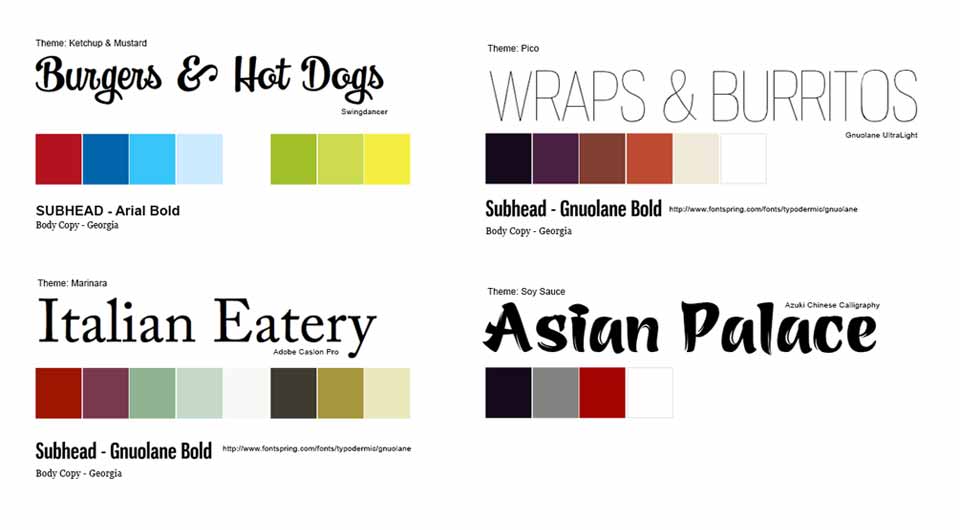 Theme: Ketchup & Mustard
Burgers & Hot Dogs
Swingdancer
SUBHEAD - Arial Bold
Body Copy - Georgia
Theme: Pico
WRAPS & BURRITOS
Gnuolane UltraLight
Subhead - Gnuolane Bold http://www.fontspring.com/fonts/typodermic/gnuolane
Body Copy - Georgia
Theme: Marinara
Italian Eatery
Adobe Caslon Pro
Subhead - Gnuolane Bold http://www.fontspring.com/fonts/typodermic/gnuolane
Body Copy - Georgia
Theme: Soy Sauce
Azuki Chinese Calligraphy
Asian Palace